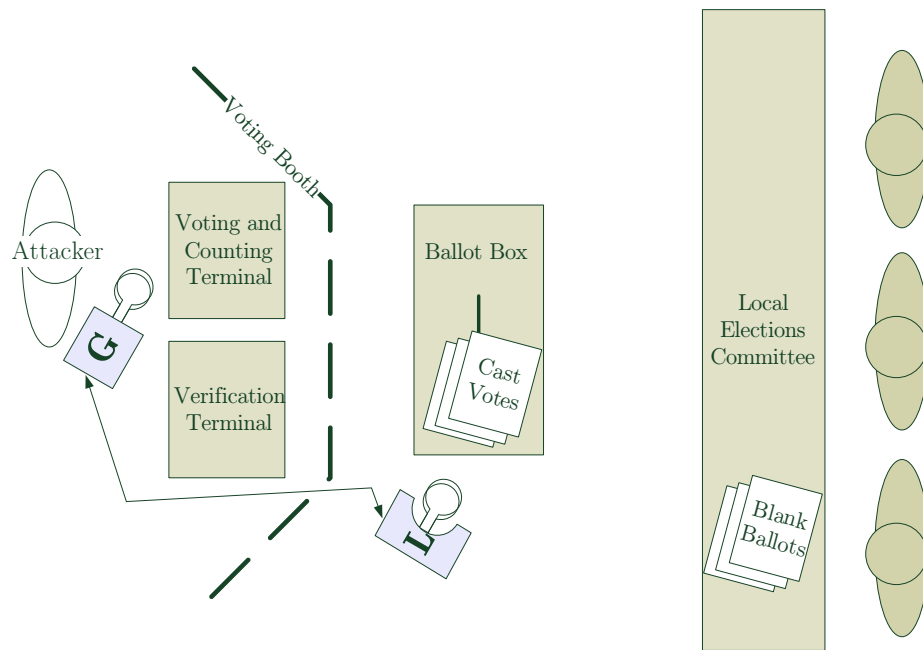 Voting Booth
Attacker
Voting and
Counting
Terminal
G
Verification
Terminal
Ballot Box
Cast
Votes
L
Local
Elections
Committee
Blank
Ballots